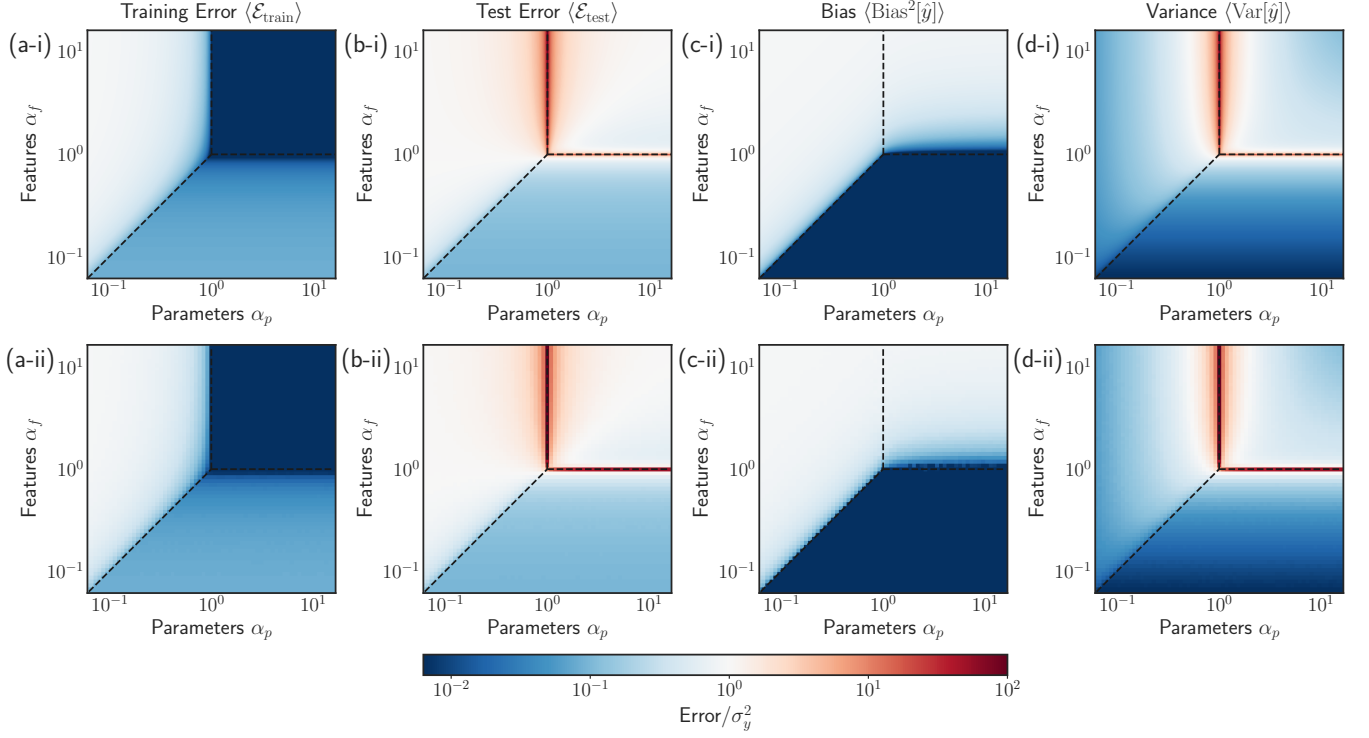 Training Error ⟨ℰ_train⟩ Test Error ⟨ℰ_test⟩ Bias ⟨Bias²[ŷ]⟩ Variance ⟨Var[ŷ]⟩
(a-i) (b-i) (c-i) (d-i)
10¹ 10¹ 10¹ 10¹
Features α_f Features α_f Features α_f Features α_f
10⁰ 10⁰ 10⁰ 10⁰
10⁻¹ 10⁻¹ 10⁻¹ 10⁻¹
10⁻¹ 10⁰ 10¹ 10⁻¹ 10⁰ 10¹ 10⁻¹ 10⁰ 10¹ 10⁻¹ 10⁰ 10¹
Parameters α_p Parameters α_p Parameters α_p Parameters α_p
(a-ii) (b-ii) (c-ii) (d-ii)
10¹ 10¹ 10¹ 10¹
Features α_f Features α_f Features α_f Features α_f
10⁰ 10⁰ 10⁰ 10⁰
10⁻¹ 10⁻¹ 10⁻¹ 10⁻¹
10⁻¹ 10⁰ 10¹ 10⁻¹ 10⁰ 10¹ 10⁻¹ 10⁰ 10¹ 10⁻¹ 10⁰ 10¹
Parameters α_p Parameters α_p Parameters α_p Parameters α_p
10⁻² 10⁻¹ 10⁰ 10¹ 10²
Error/σ_y²